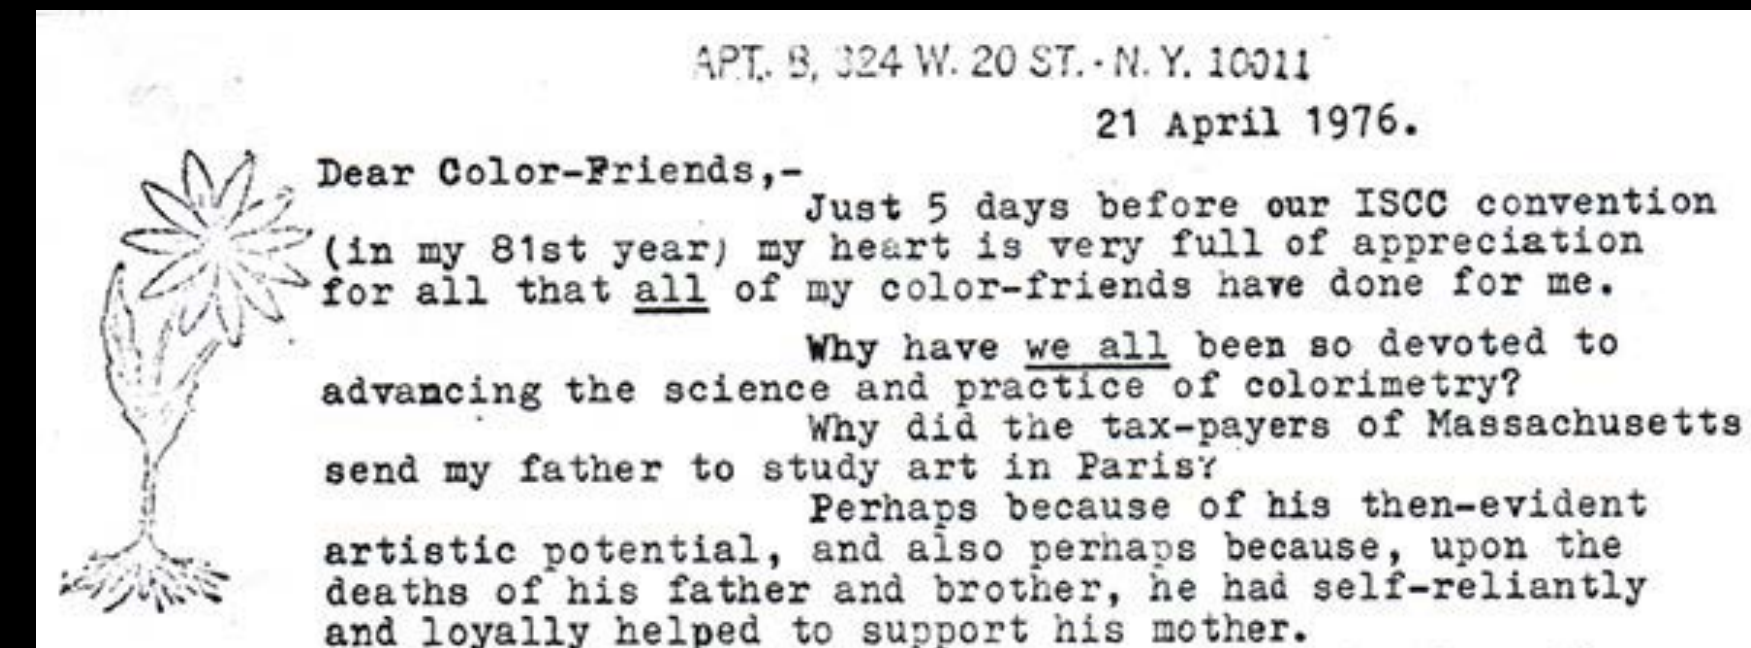 APT. B, 324 W. 20 ST. · N. Y. 10011
21 April 1976.
Dear Color-Friends,-
Just 5 days before our ISCC convention
(in my 81st year) my heart is very full of appreciation
for all that all of my color-friends have done for me.
Why have we all been so devoted to
advancing the science and practice of colorimetry?
Why did the tax-payers of Massachusetts
send my father to study art in Paris?
Perhaps because of his then-evident
artistic potential, and also perhaps because, upon the
deaths of his father and brother, he had self-reliantly
and loyally helped to support his mother.